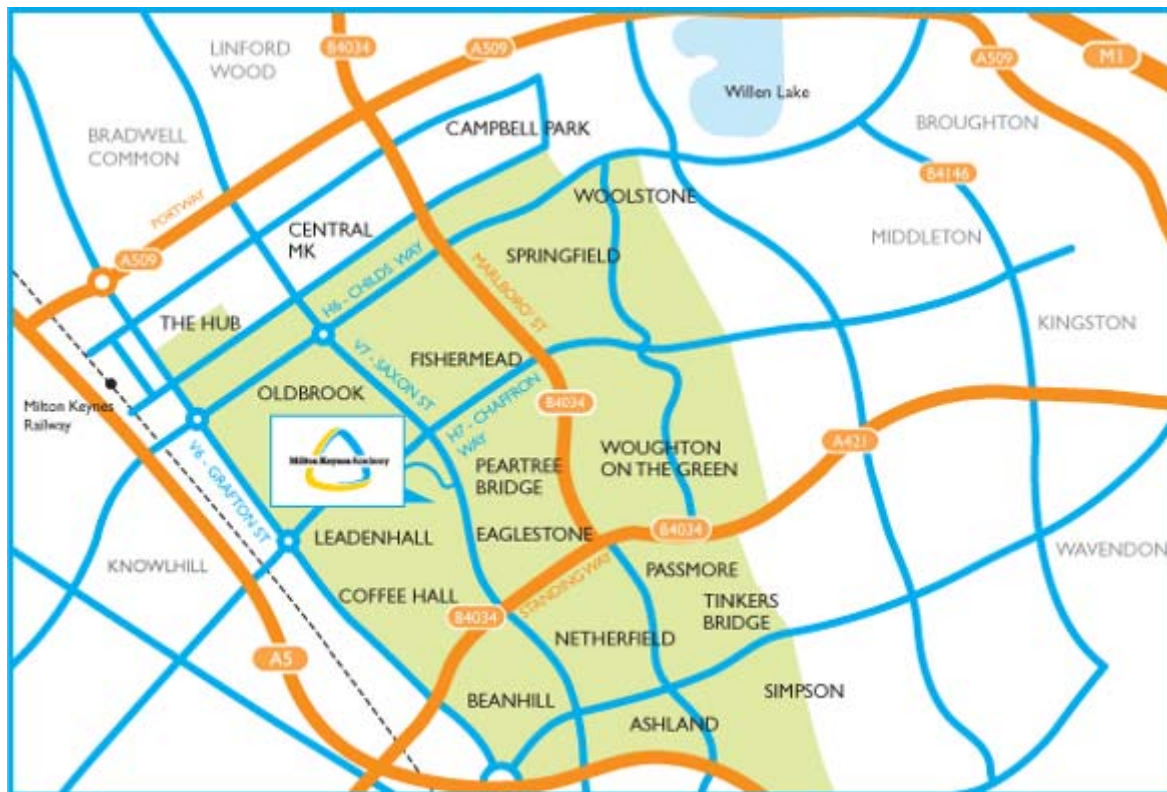 LINFORD
WOOD
B4034
A509
A509
M1
Willen Lake
BRADWELL
COMMON
CAMPBELL PARK
BROUGHTON
B4146
PORTWAY
WOOLSTONE
CENTRAL
MK
MIDDLETON
SPRINGFIELD
A509
H6 - CHILDS WAY
MARLBORO' ST
THE HUB
KINGSTON
V7 - SAXON ST
FISHERMEAD
OLDBROOK
Milton Keynes
Railway
B4034
H7 - CHAFFRON
WAY
A421
Milton Keynes Academy
V6 - GRAFTON ST
PEARTREE
BRIDGE
WOUGHTON
ON THE GREEN
LEADENHALL
EAGLESTONE
B4034
WAVENDON
KNOWLHILL
PASSMORE
COFFEE HALL
STANDING WAY
TINKERS
BRIDGE
B4034
NETHERFIELD
A5
BEANHILL
SIMPSON
ASHLAND